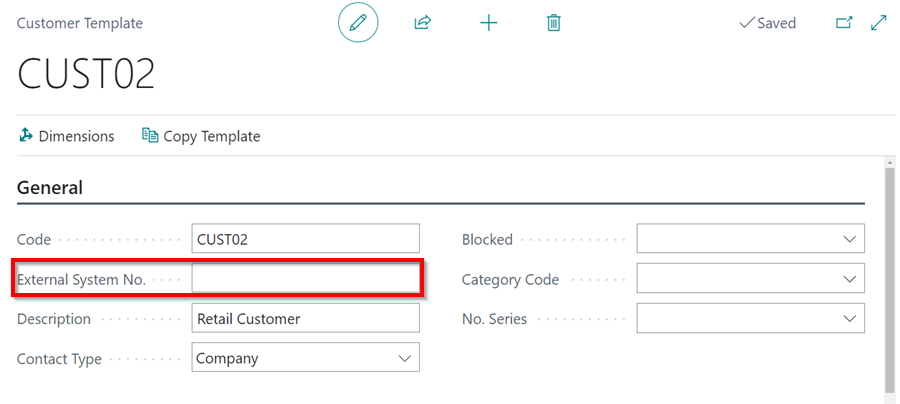 Customer Template
Saved
CUST02
Dimensions
Copy Template
General
Code
CUST02
Blocked
External System No.
Category Code
Description
Retail Customer
No. Series
Contact Type
Company